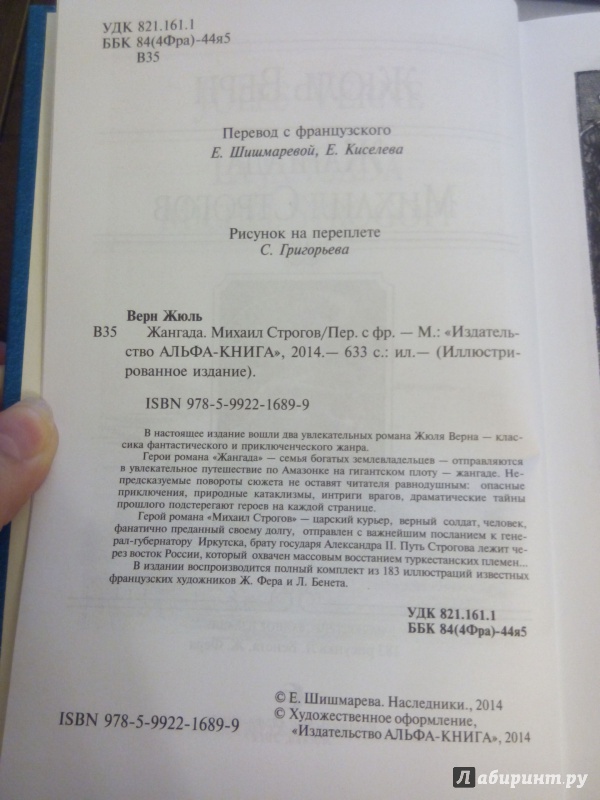 УДК 821.161.1
ББК 84(4Фра)-44я5
В35
Перевод с французского
Е. Шишмаревой, Е. Киселева
Рисунок на переплете
С. Григорьева
Верн Жюль
В35 Жангада. Михаил Строгов/Пер. с фр. — М.: «Издатель-
ство АЛЬФА-КНИГА», 2014.— 633 с.: ил.— (Иллюстри-
рованное издание).
ISBN 978-5-9922-1689-9
В настоящее издание вошли два увлекательных романа Жюля Верна — клас-
сика фантастического и приключенческого жанра.
Герои романа «Жангада» — семья богатых землевладельцев — отправляются
в увлекательное путешествие по Амазонке на гигантском плоту — жангаде. Не-
предсказуемые повороты сюжета не оставят читателя равнодушным: опасные
приключения, природные катаклизмы, интриги врагов, драматические тайны
прошлого подстерегают героев на каждой странице.
Герой романа «Михаил Строгов» — царский курьер, верный солдат, человек,
фанатично преданный своему долгу, отправлен с важнейшим посланием к гене-
рал-губернатору Иркутска, брату государя Александра II. Путь Строгова лежит че-
рез восток России, который охвачен массовым восстанием туркестанских племен...
В издании воспроизводится полный комплект из 183 иллюстраций известных
французских художников Ж. Фера и Л. Бенета.
УДК 821.161.1
ББК 84(4Фра)-44я5
© Е. Шишмарева. Наследники., 2014
© Художественное оформление,
«Издательство АЛЬФА-КНИГА», 2014
ISBN 978-5-9922-1689-9
Лабиринт.ру